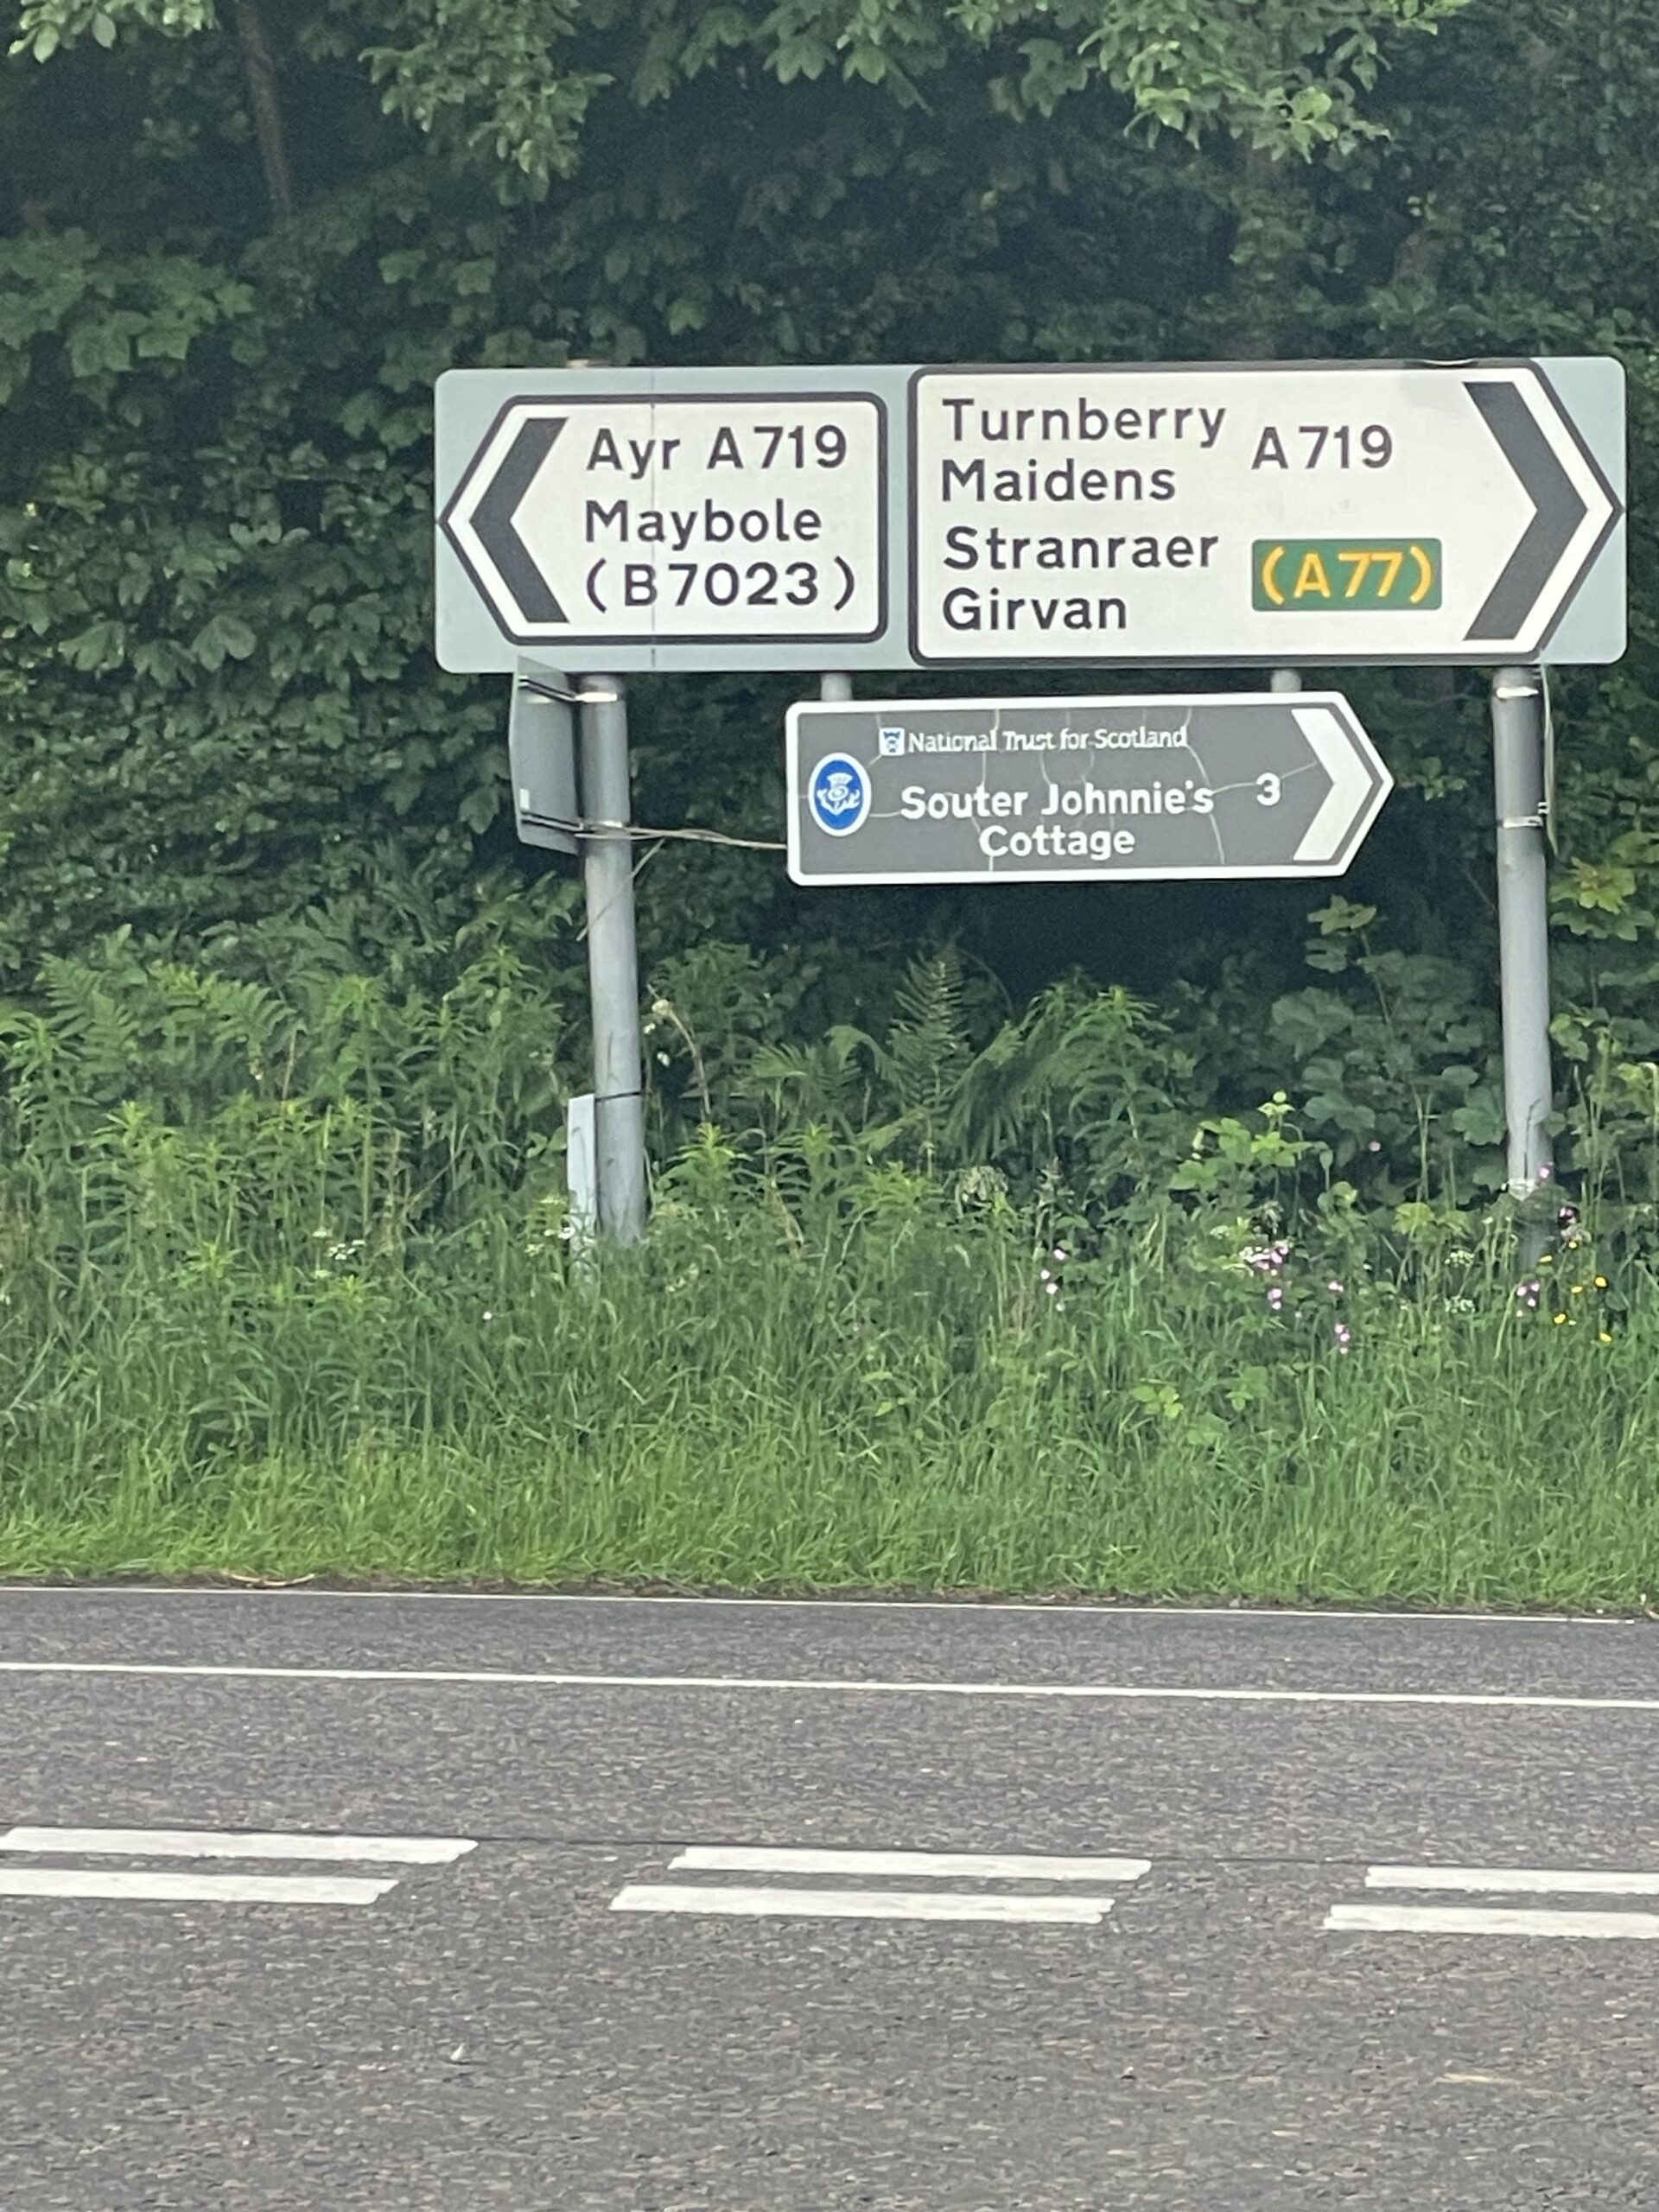 Ayr A719
Maybole
(B7023)
Turnberry
Maidens
A719
Stranraer
Girvan
(A77)
National Trust for Scotland
Souter Johnnie's 3
Cottage